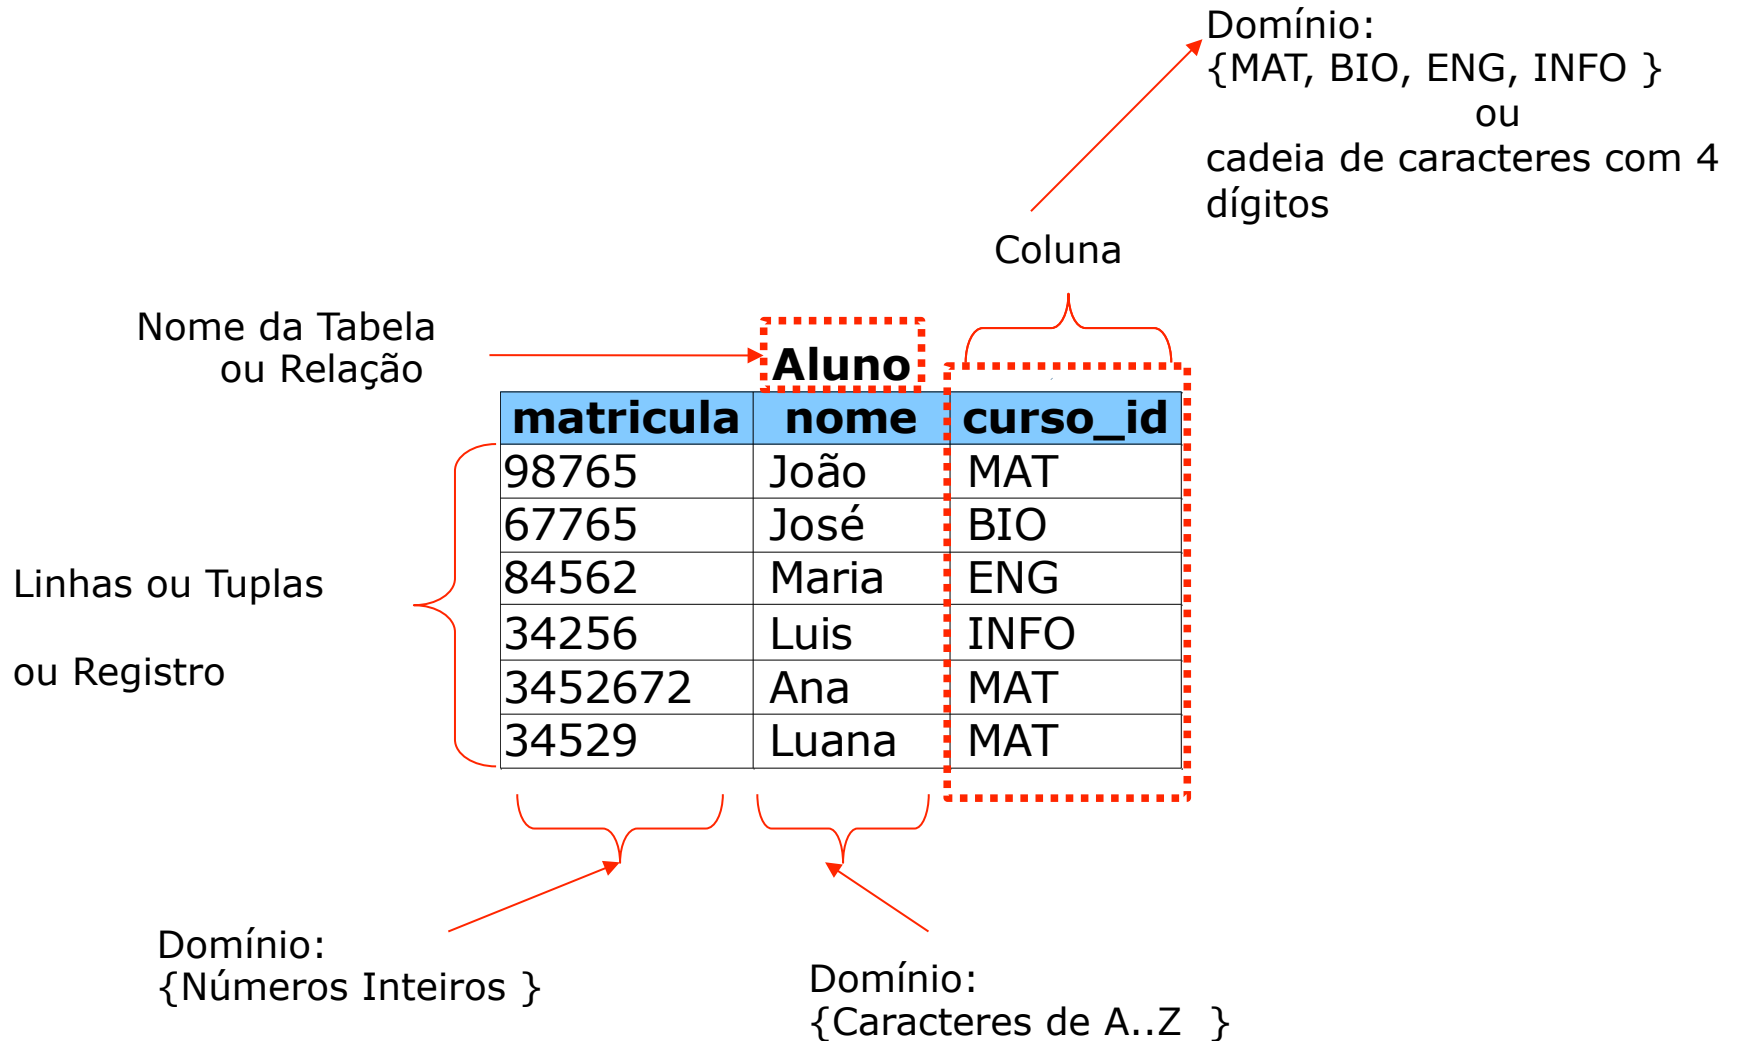 Domínio:
{MAT, BIO, ENG, INFO }
ou
cadeia de caracteres com 4
dígitos
Coluna
Nome da Tabela
ou Relação
Aluno
matricula nome curso_id
98765 João MAT
67765 José BIO
84562 Maria ENG
34256 Luis INFO
3452672 Ana MAT
34529 Luana MAT
Linhas ou Tuplas
ou Registro
Domínio:
{Números Inteiros }
Domínio:
{Caracteres de A..Z }